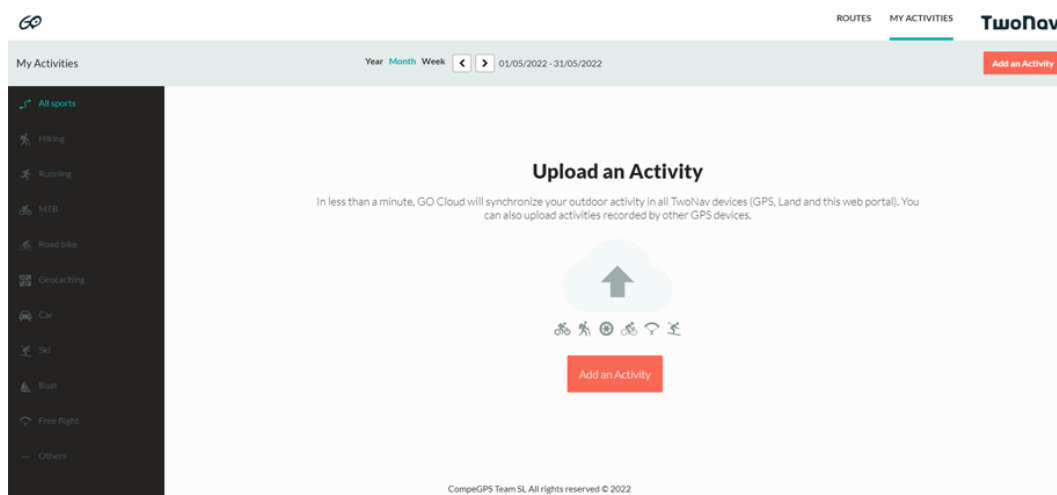 GO
ROUTES MY ACTIVITIES TwoNav
My Activities
Year Month Week 01/05/2022 - 31/05/2022
Add an Activity
All sports
Hiking
Running
MTB
Road bike
Geocaching
Car
Ski
Boat
Free flight
Others
Upload an Activity
In less than a minute, GO Cloud will synchronize your outdoor activity in all TwoNav devices (GPS, Land and this web portal). You
can also upload activities recorded by other GPS devices.
Add an Activity
CompeGPS Team SL All rights reserved © 2022